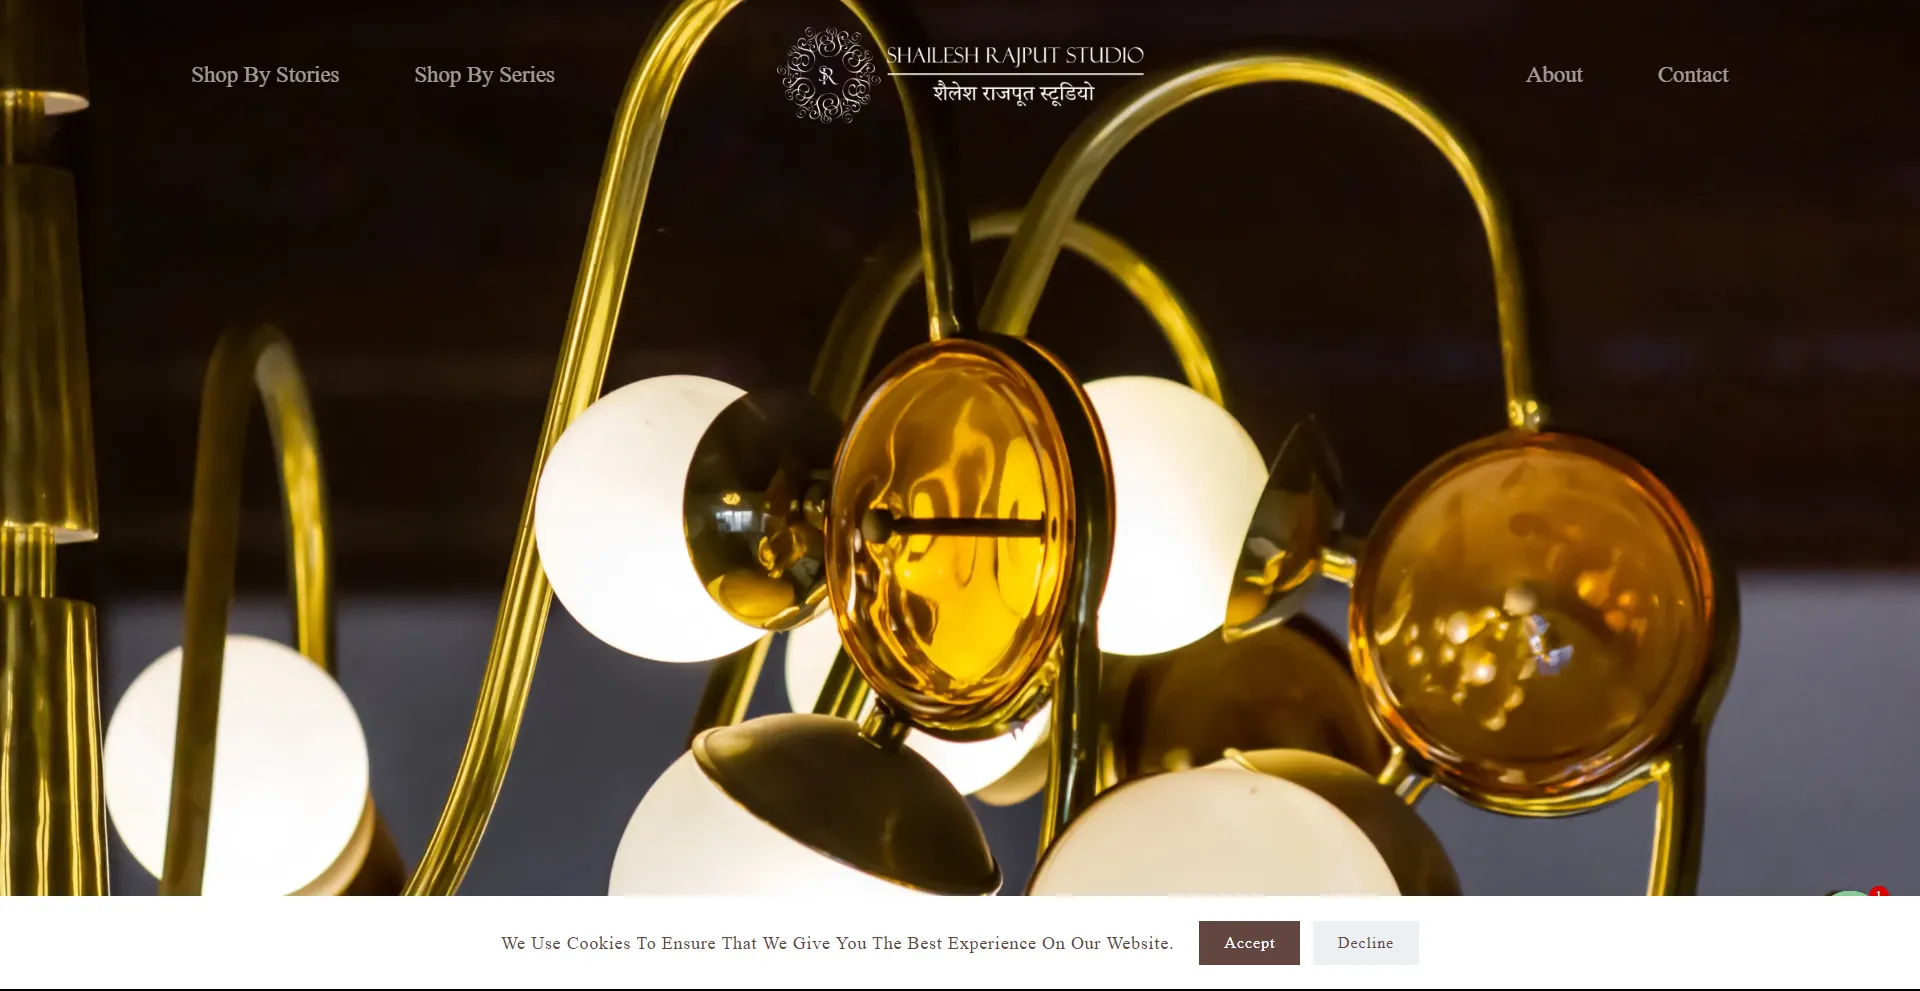 Shop By Stories
Shop By Series
SR
SHAILESH RAJPUT STUDIO
शैलेश राजपूत स्टूडियो
About
Contact
We Use Cookies To Ensure That We Give You The Best Experience On Our Website.
Accept
Decline
1